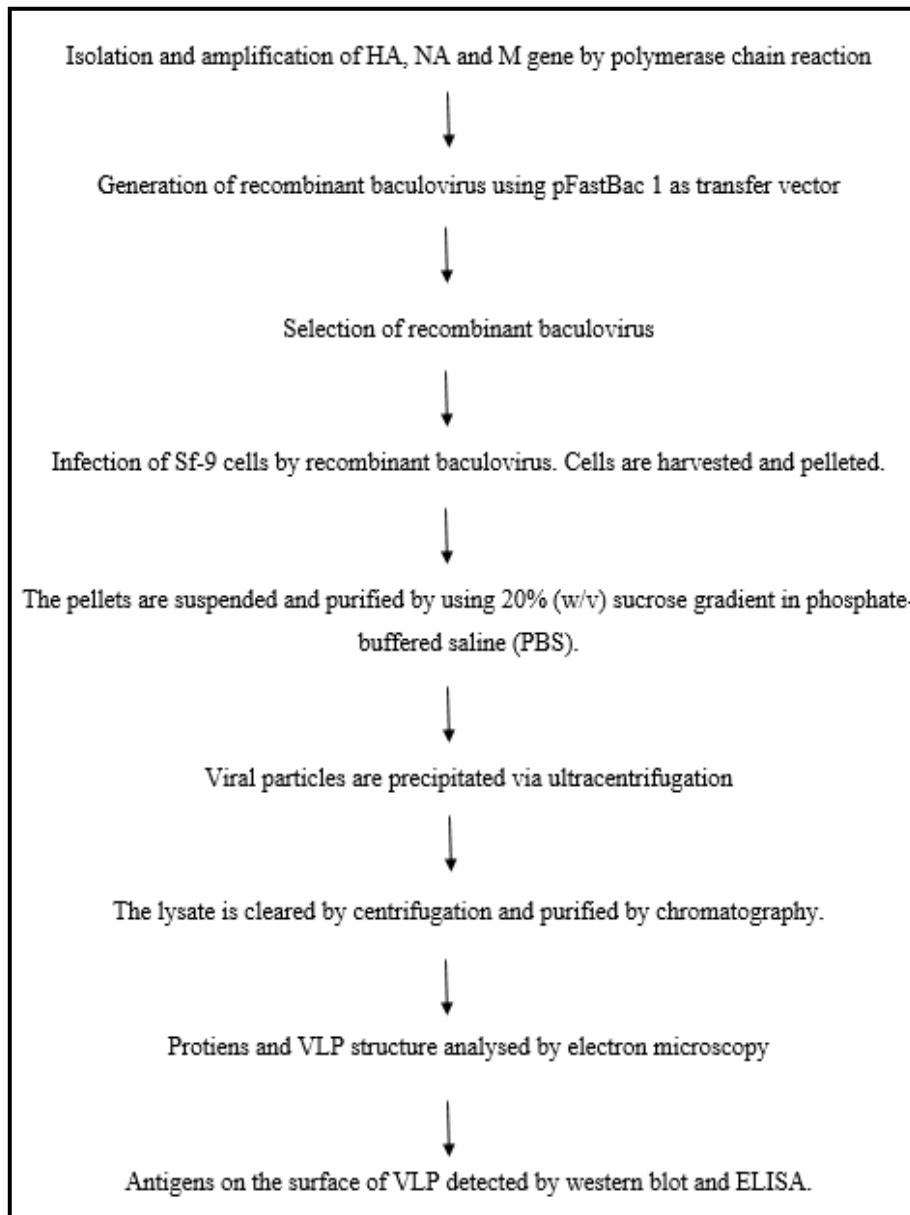 Isolation and amplification of HA, NA and M gene by polymerase chain reaction
Generation of recombinant baculovirus using pFastBac 1 as transfer vector
Selection of recombinant baculovirus
Infection of Sf-9 cells by recombinant baculovirus. Cells are harvested and pelleted.
The pellets are suspended and purified by using 20% (w/v) sucrose gradient in phosphate-
buffered saline (PBS).
Viral particles are precipitated via ultracentrifugation
The lysate is cleared by centrifugation and purified by chromatography.
Protiens and VLP structure analysed by electron microscopy
Antigens on the surface of VLP detected by western blot and ELISA.